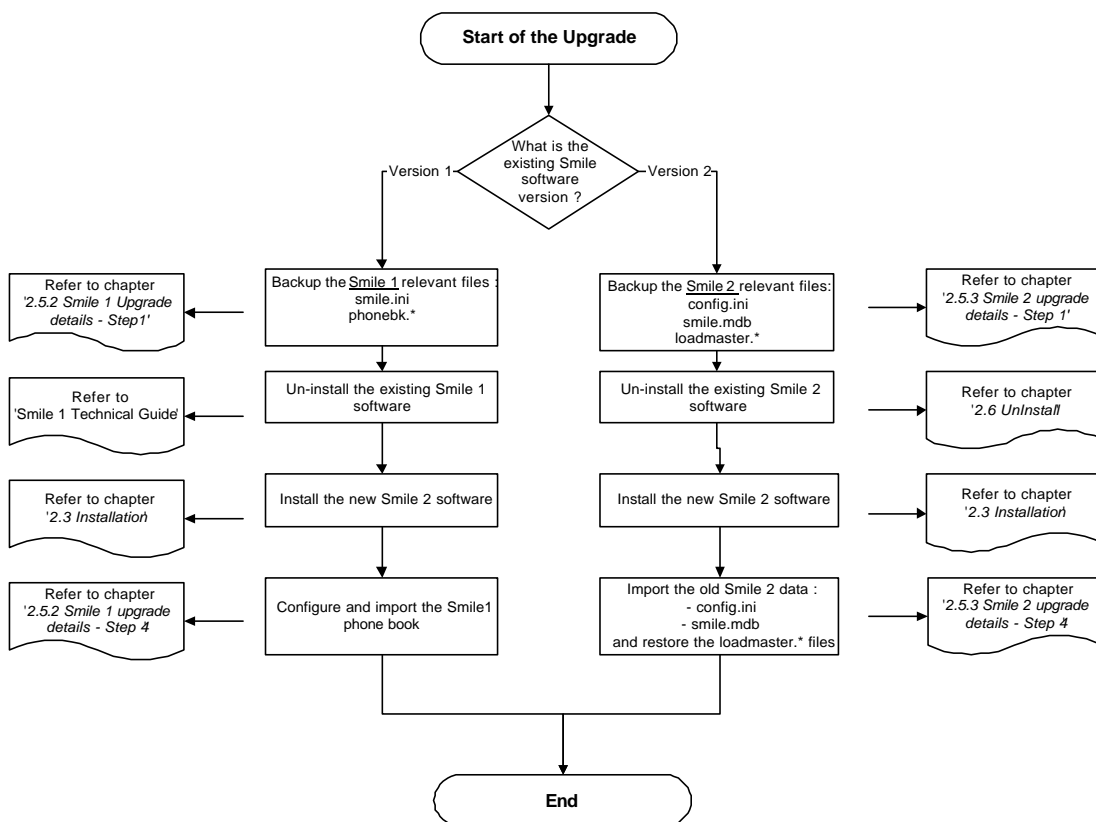 Start of the Upgrade
What is the
existing Smile
software
version ?
Version 1
Version 2
Refer to chapter
'2.5.2 Smile 1 Upgrade
details - Step1'
Backup the Smile 1 relevant files :
smile.ini
phonebk.*
Backup the Smile 2 relevant files:
config.ini
smile.mdb
loadmaster.*
Refer to chapter
'2.5.3 Smile 2 upgrade
details - Step 1'
Refer to
'Smile 1 Technical Guide'
Un-install the existing Smile 1
software
Un-install the existing Smile 2
software
Refer to chapter
'2.6 UnInstall'
Refer to chapter
'2.3 Installation'
Install the new Smile 2 software
Install the new Smile 2 software
Refer to chapter
'2.3 Installation'
Refer to chapter
'2.5.2 Smile 1 upgrade
details - Step 4'
Configure and import the Smile1
phone book
Import the old Smile 2 data :
- config.ini
- smile.mdb
and restore the loadmaster.* files
Refer to chapter
'2.5.3 Smile 2 upgrade
details - Step 4'
End